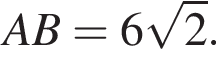 AB = 6√2.